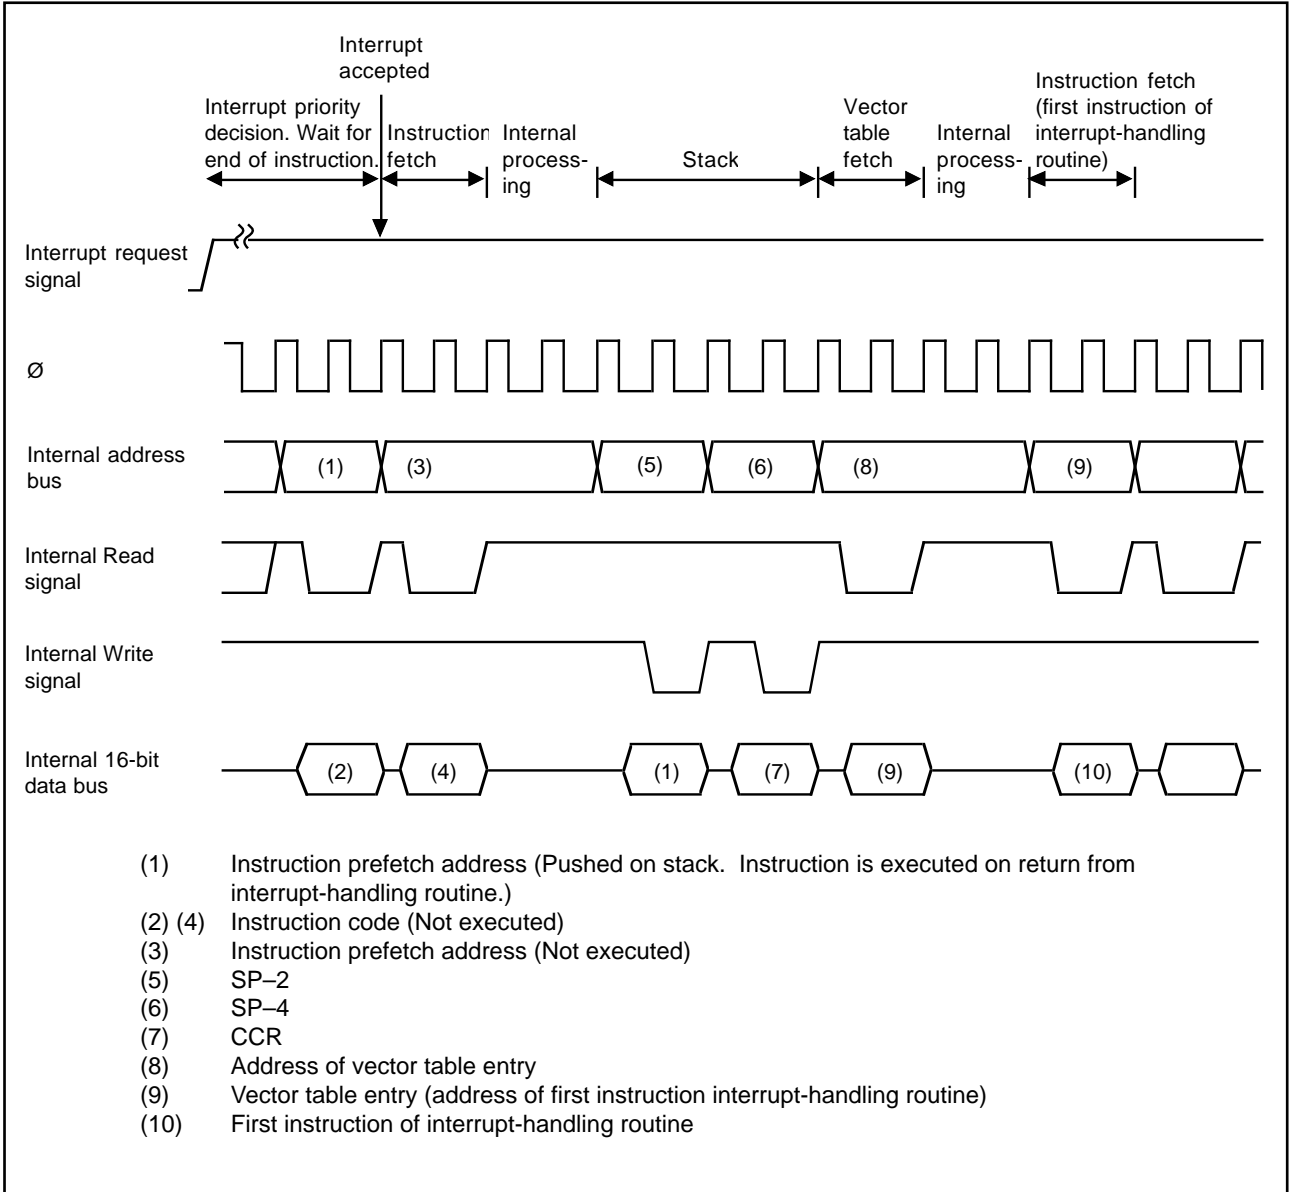 Interrupt
accepted
Interrupt priority
decision. Wait for
end of instruction.
Instruction
fetch
Internal
process-
ing
Stack
Vector
table
fetch
Internal
process-
ing
Instruction fetch
(first instruction of
interrupt-handling
routine)
Interrupt request
signal
Ø
Internal address
bus
(1)
(3)
(5)
(6)
(8)
(9)
Internal Read
signal
Internal Write
signal
Internal 16-bit
data bus
(2)
(4)
(1)
(7)
(9)
(10)
(1) Instruction prefetch address (Pushed on stack. Instruction is executed on return from
interrupt-handling routine.)
(2) (4) Instruction code (Not executed)
(3) Instruction prefetch address (Not executed)
(5) SP–2
(6) SP–4
(7) CCR
(8) Address of vector table entry
(9) Vector table entry (address of first instruction interrupt-handling routine)
(10) First instruction of interrupt-handling routine